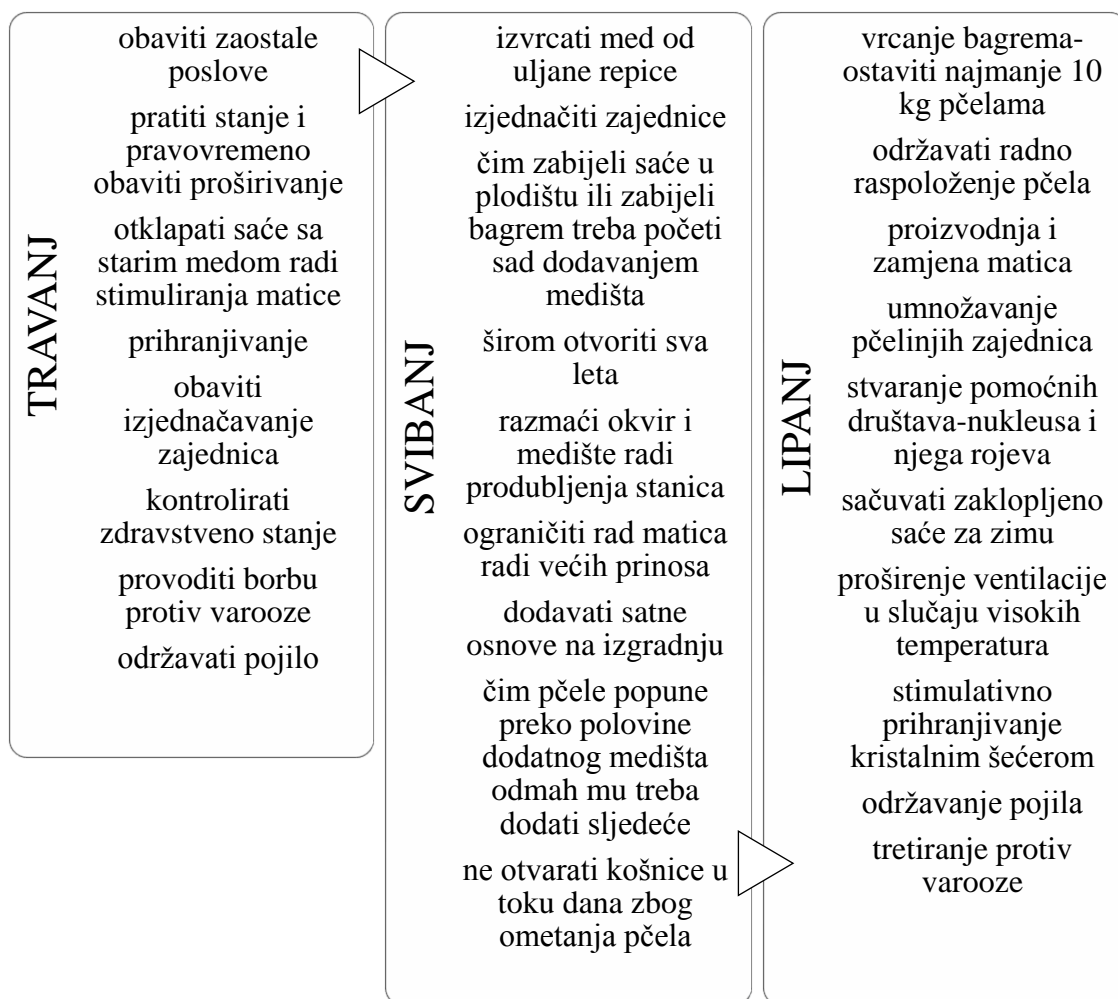 TRAVANJ
obaviti zaostale
poslove
pratiti stanje i
pravovremeno
obaviti proširivanje
otklapati saće sa
starim medom radi
stimuliranja matice
prihranjivanje
obaviti
izjednačavanje
zajednica
kontrolirati
zdravstveno stanje
provoditi borbu
protiv varooze
održavati pojilo
SVIBANJ
izvrcati med od
uljane repice
izjednačiti zajednice
čim zabijeli saće u
plodištu ili zabijeli
bagrem treba početi
sad dodavanjem
medišta
širom otvoriti sva
leta
razmaći okvir i
medište radi
produbljenja stanica
ograničiti rad matica
radi većih prinosa
dodavati satne
osnove na izgradnju
čim pčele popune
preko polovine
dodatnog medišta
odmah mu treba
dodati sljedeće
ne otvarati košnice u
toku dana zbog
ometanja pčela
LIPANJ
vrcanje bagrema-
ostaviti najmanje 10
kg pčelama
održavati radno
raspoloženje pčela
proizvodnja i
zamjena matica
umnožavanje
pčelinjih zajednica
stvaranje pomoćnih
društava-nukleusa i
njega rojeva
sačuvati zaklopljeno
saće za zimu
proširenje ventilacije
u slučaju visokih
temperatura
stimulativno
prihranjivanje
kristalnim šećerom
održavanje pojila
tretiranje protiv
varooze